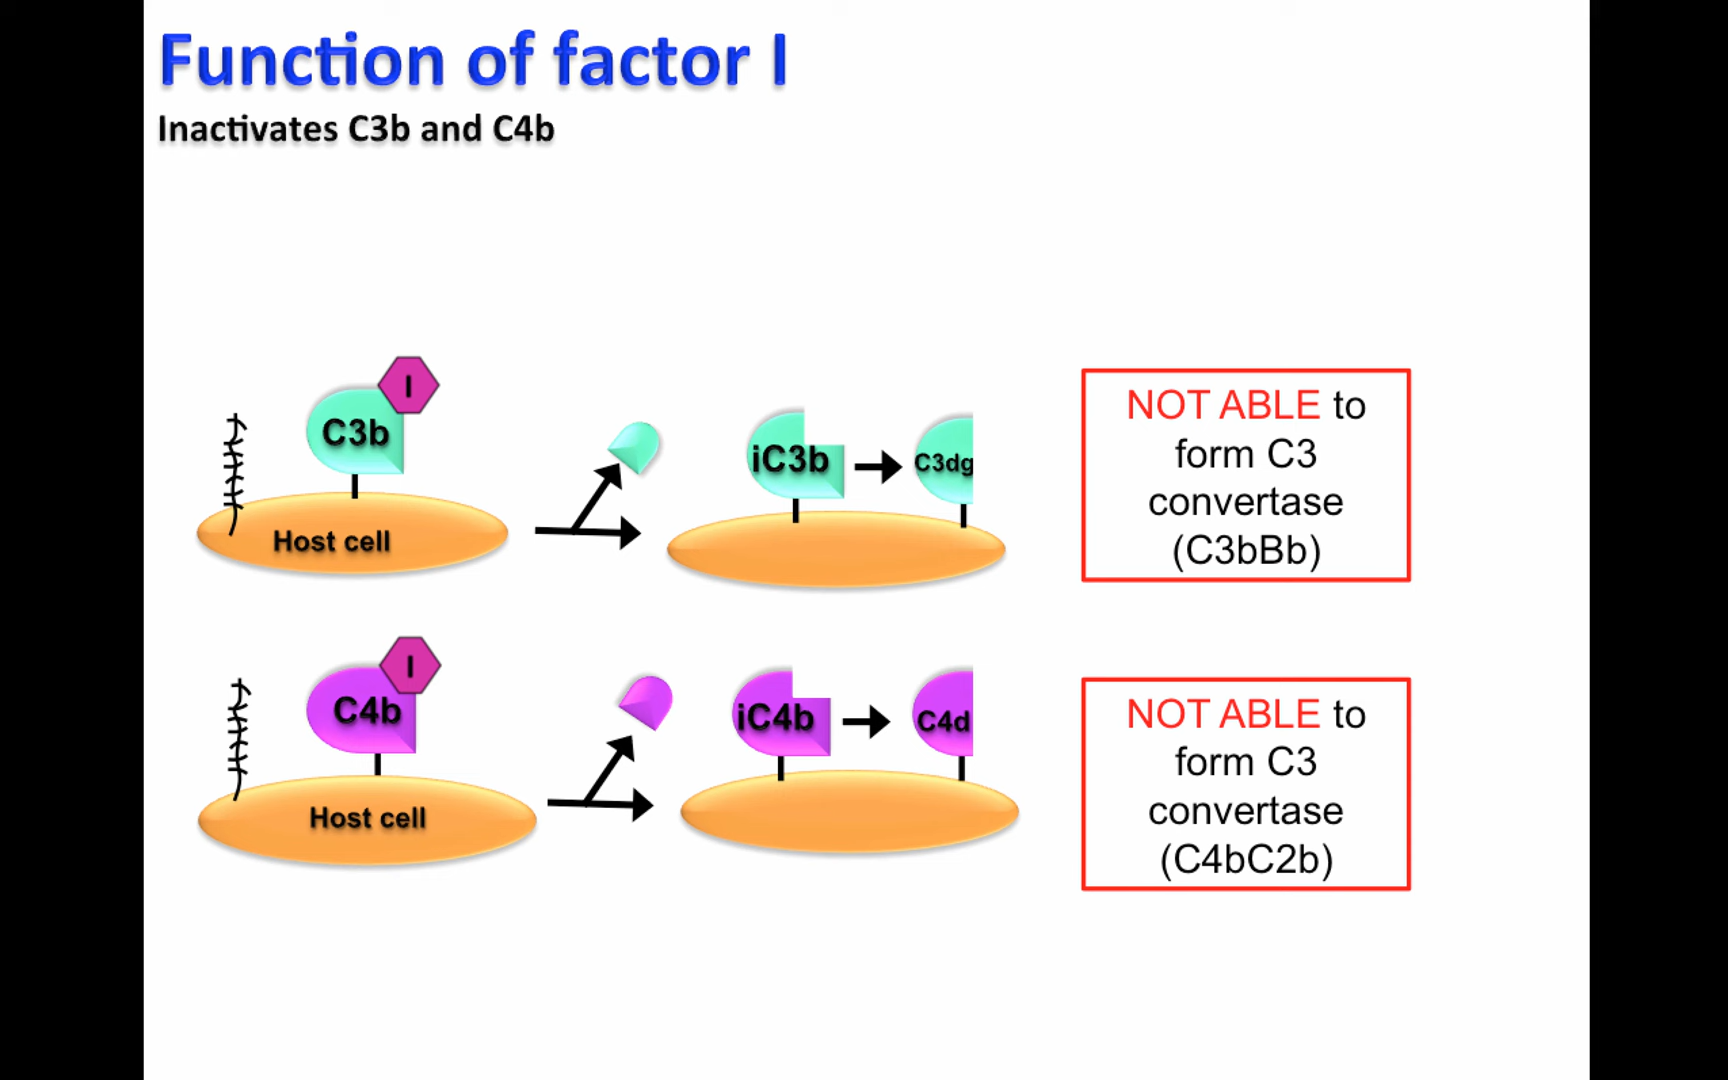 Function of factor I
Inactivates C3b and C4b
I
C3b
Host cell
iC3b
C3dg
NOT ABLE to
form C3
convertase
(C3bBb)
I
C4b
Host cell
iC4b
C4d
NOT ABLE to
form C3
convertase
(C4bC2b)